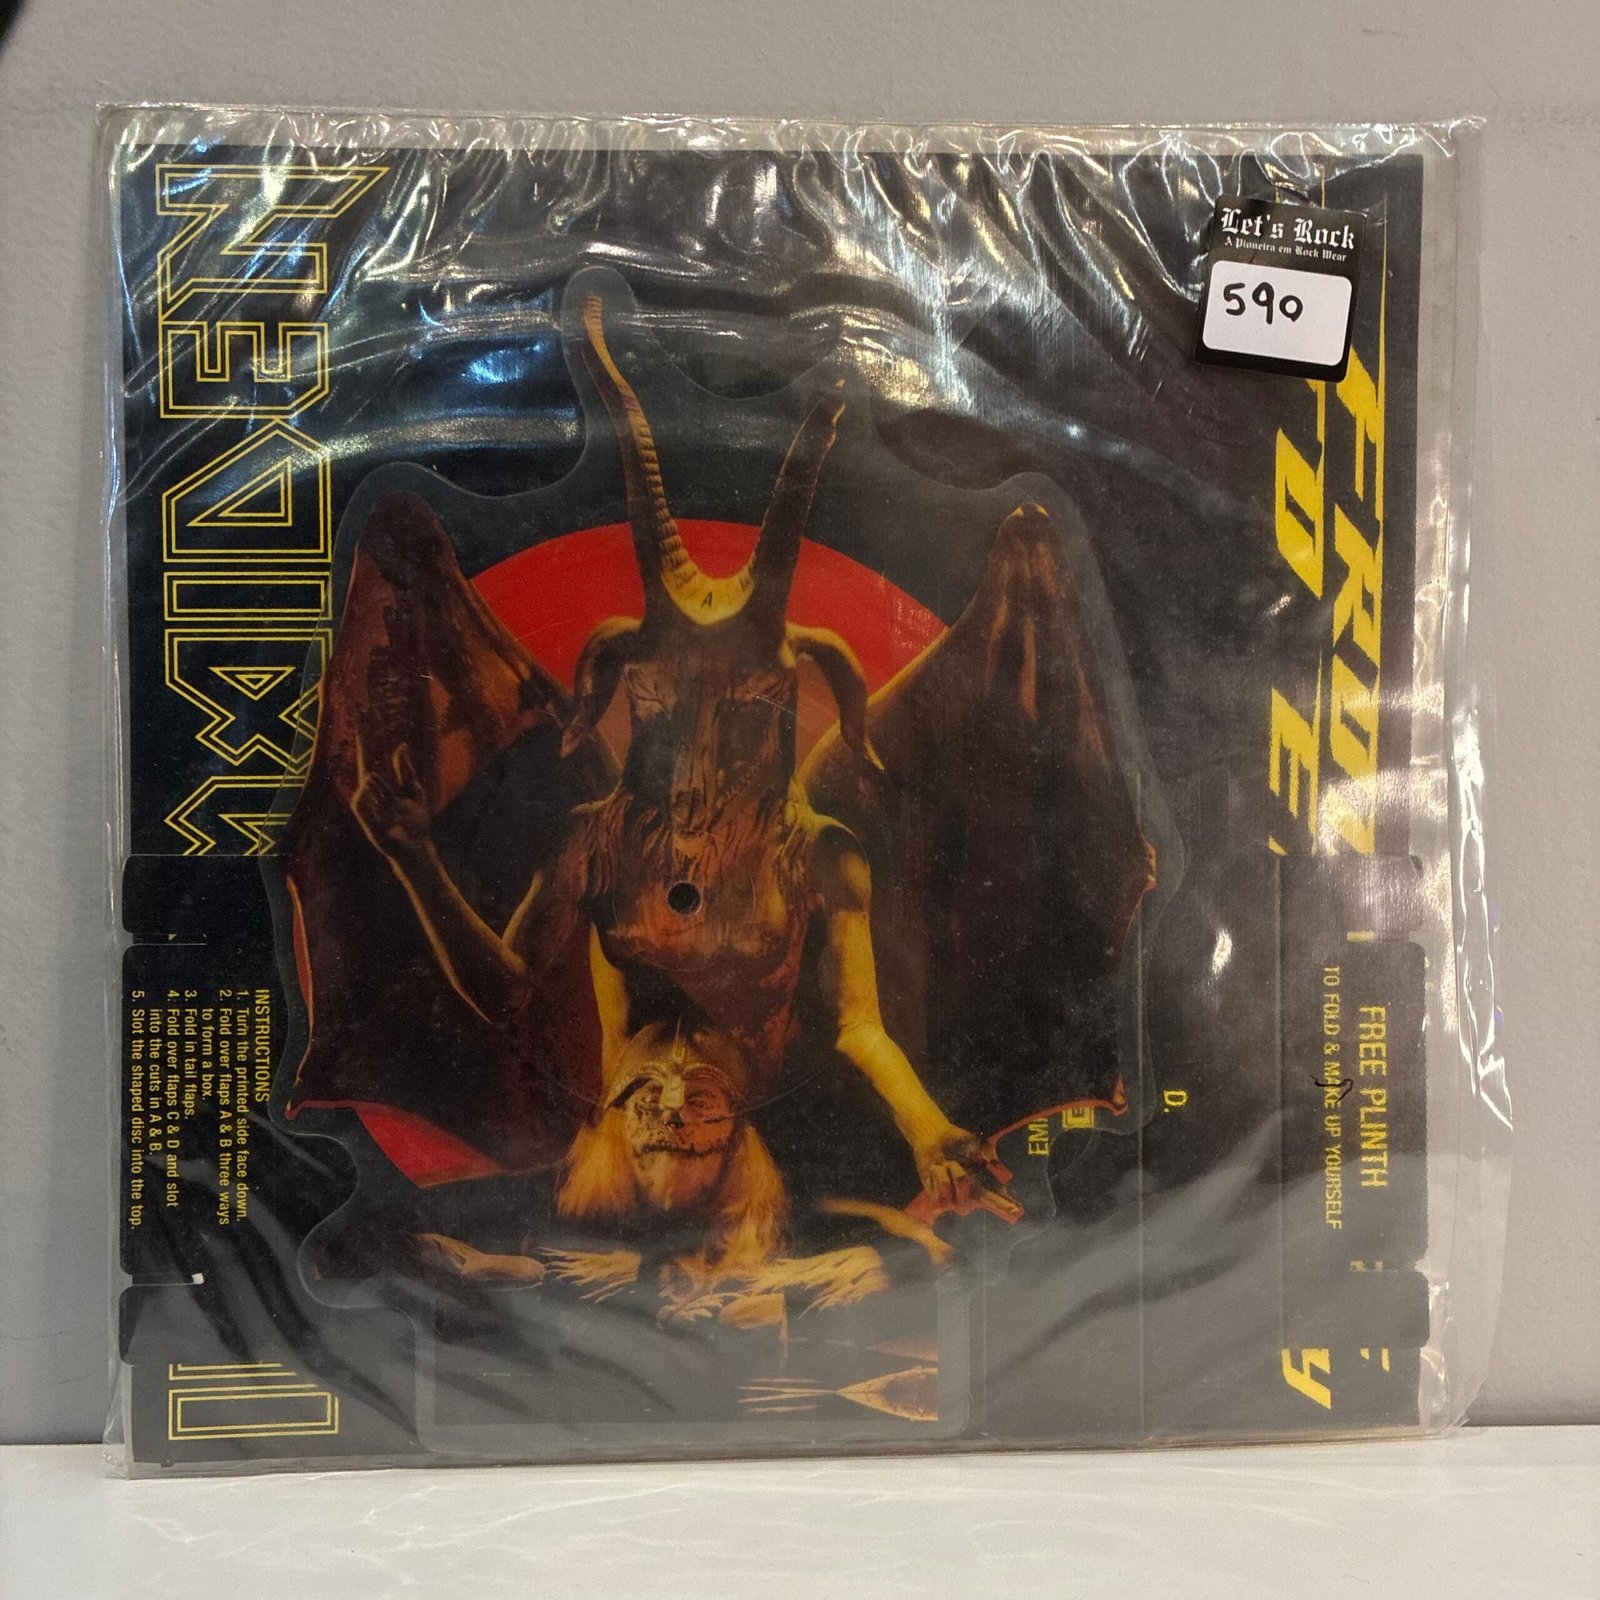 Let's Rock
A Pioneira em Rock Wear
590
MAIDEN
INSTRUCTIONS
1. Turn the printed side face down.
2. Fold over flaps A & B three ways
to form a box.
3. Fold in tail flaps.
4. Fold over flaps C & D and slot
into the cuts in A & B.
5. Slot the shaped disc into the top.
FREE PLINTH
TO FOLD & MAKE UP YOURSELF
D.
EMI
A